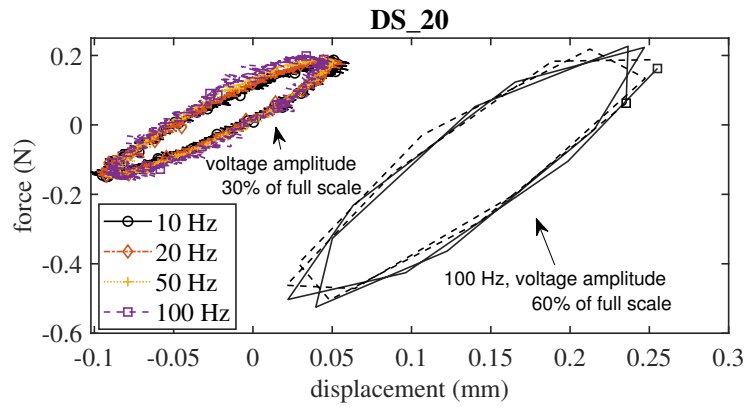 DS_20
0.2
0
-0.2
-0.4
-0.6
force (N)
voltage amplitude
30% of full scale
10 Hz
20 Hz
50 Hz
100 Hz
100 Hz, voltage amplitude
60% of full scale
-0.1 -0.05 0 0.05 0.1 0.15 0.2 0.25 0.3
displacement (mm)